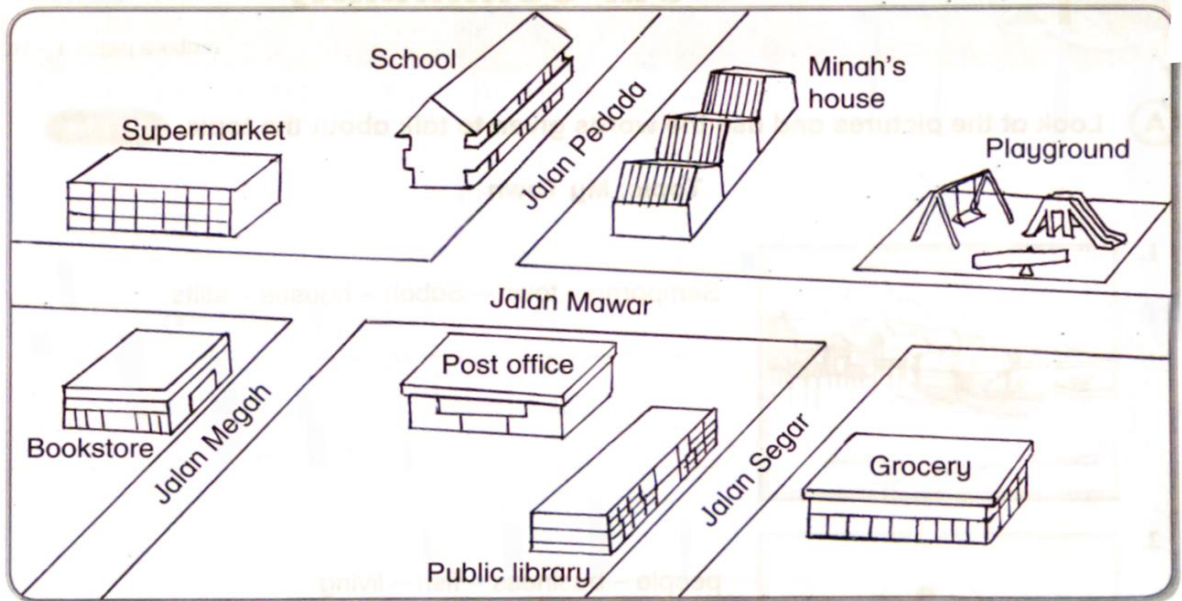 School
Minah's
house
Supermarket
Jalan Pedada
Playground
Jalan Mawar
Post office
Bookstore
Jalan Megah
Jalan Segar
Grocery
Public library